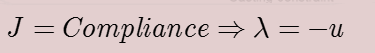 J = Compliance ⇒ λ = −u